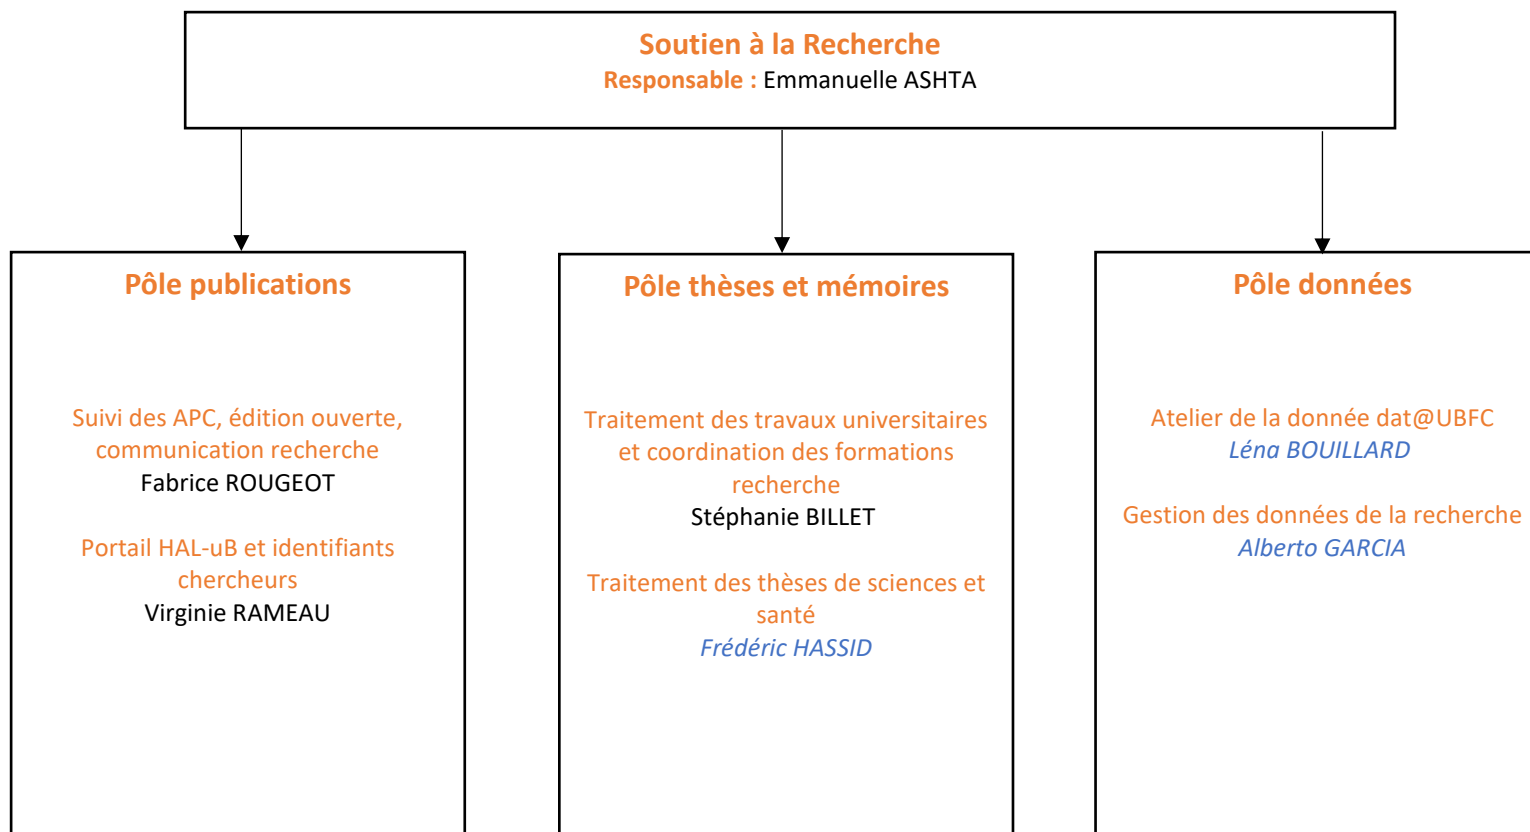 Soutien à la Recherche
Responsable : Emmanuelle ASHTA
Pôle publications
Suivi des APC, édition ouverte,
communication recherche
Fabrice ROUGEOT
Portail HAL-uB et identifiants
chercheurs
Virginie RAMEAU
Pôle thèses et mémoires
Traitement des travaux universitaires
et coordination des formations
recherche
Stéphanie BILLET
Traitement des thèses de sciences et
santé
Frédéric HASSID
Pôle données
Atelier de la donnée dat@UBFC
Léna BOUILLARD
Gestion des données de la recherche
Alberto GARCIA